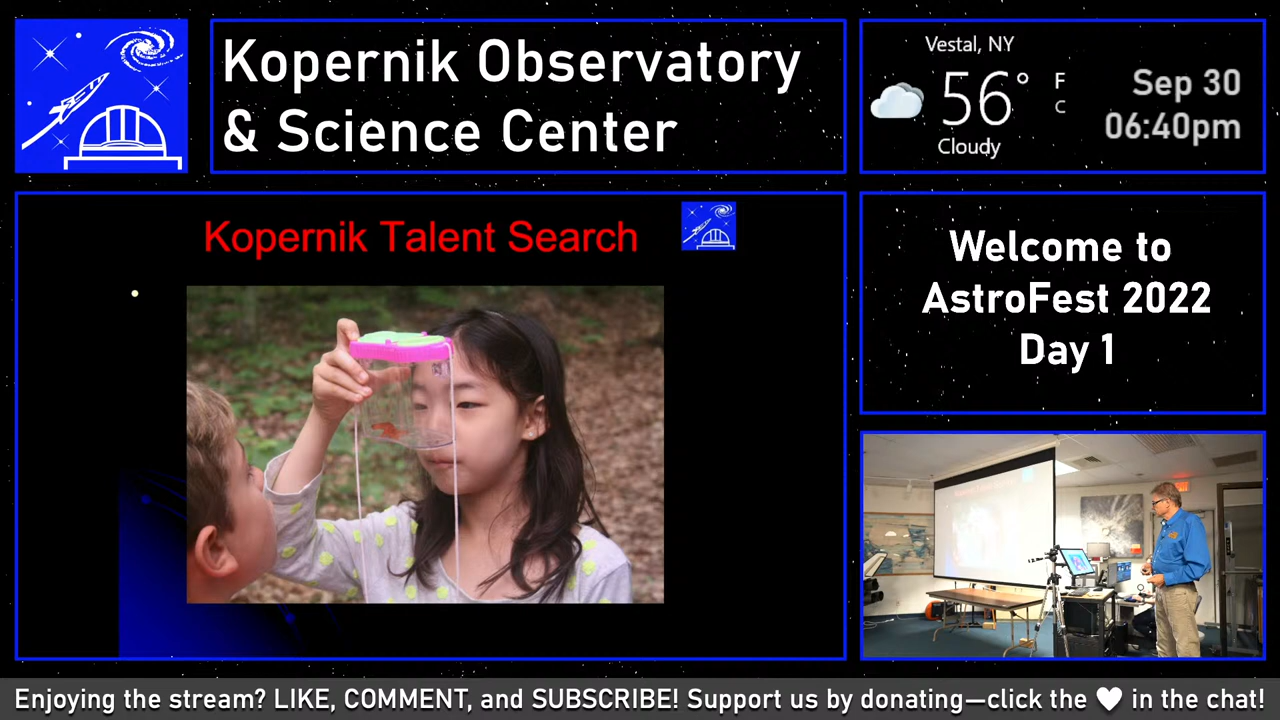 Kopernik Observatory
& Science Center
Vestal, NY
56° F
C
Cloudy
Sep 30
06:40pm
Kopernik Talent Search
Welcome to
AstroFest 2022
Day 1
Enjoying the stream? LIKE, COMMENT, and SUBSCRIBE! Support us by donating—click the ♥ in the chat!